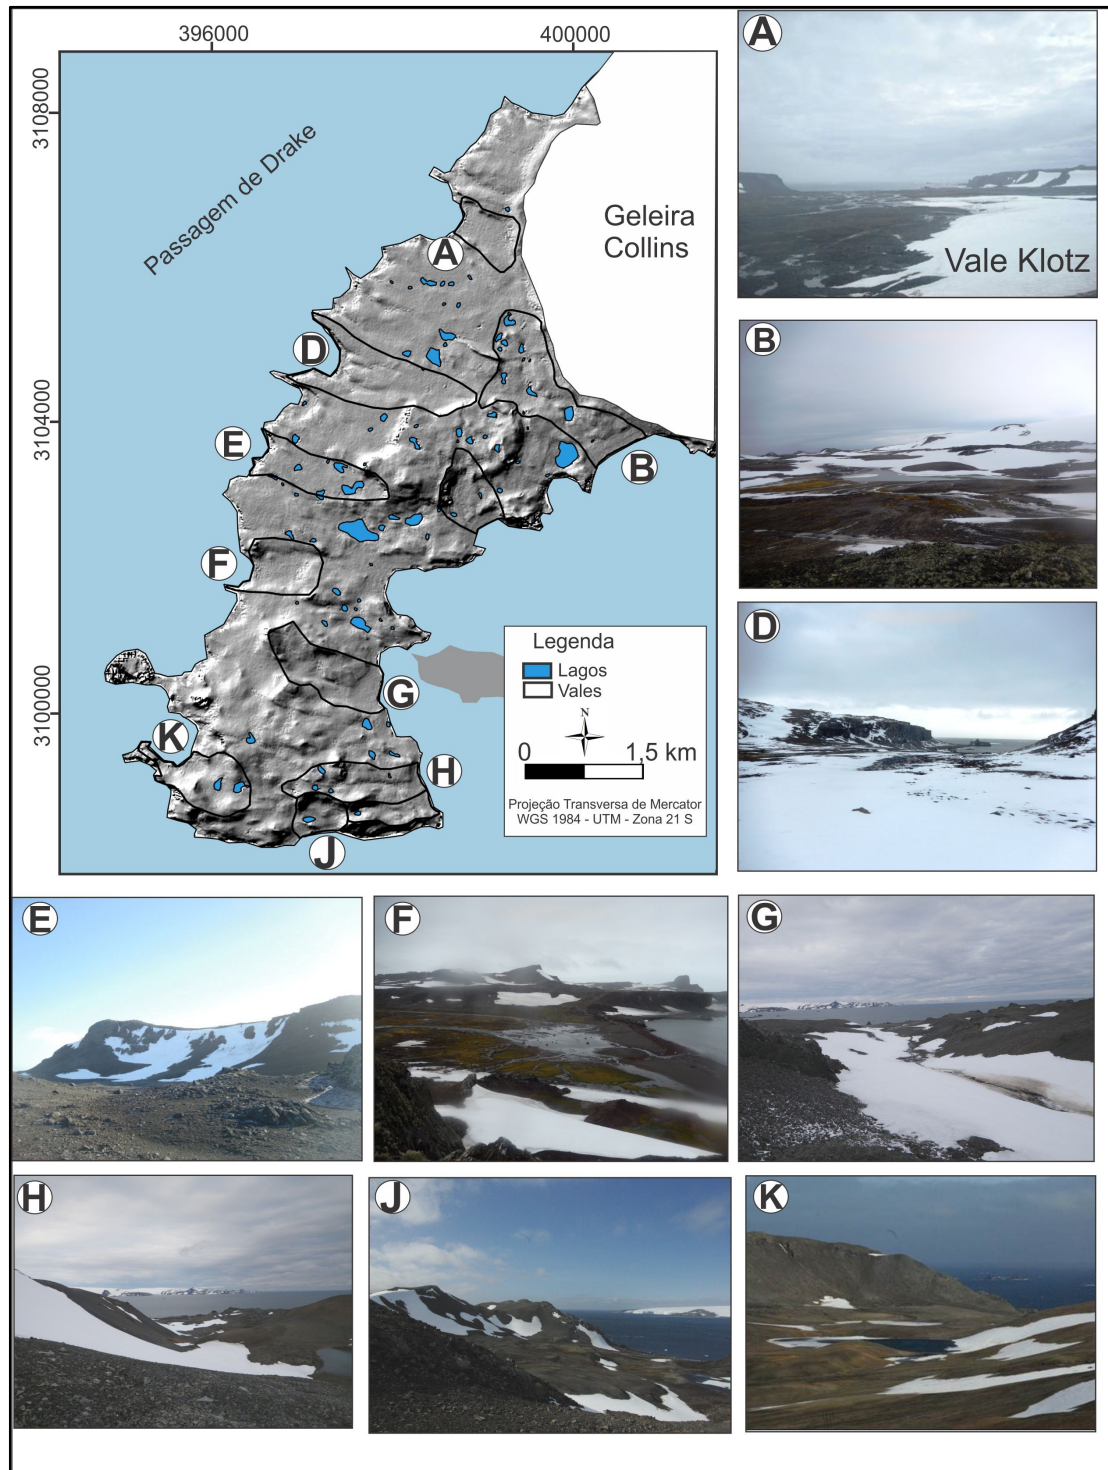 396000
400000
3108000
3104000
3100000
Passagem de Drake
Geleira
Collins
A
D
E
B
F
G
K
H
J
Legenda
Lagos
Vales
N
0
1,5 km
Projeção Transversa de Mercator
WGS 1984 - UTM - Zona 21 S
A
Vale Klotz
B
D
E
F
G
H
J
K